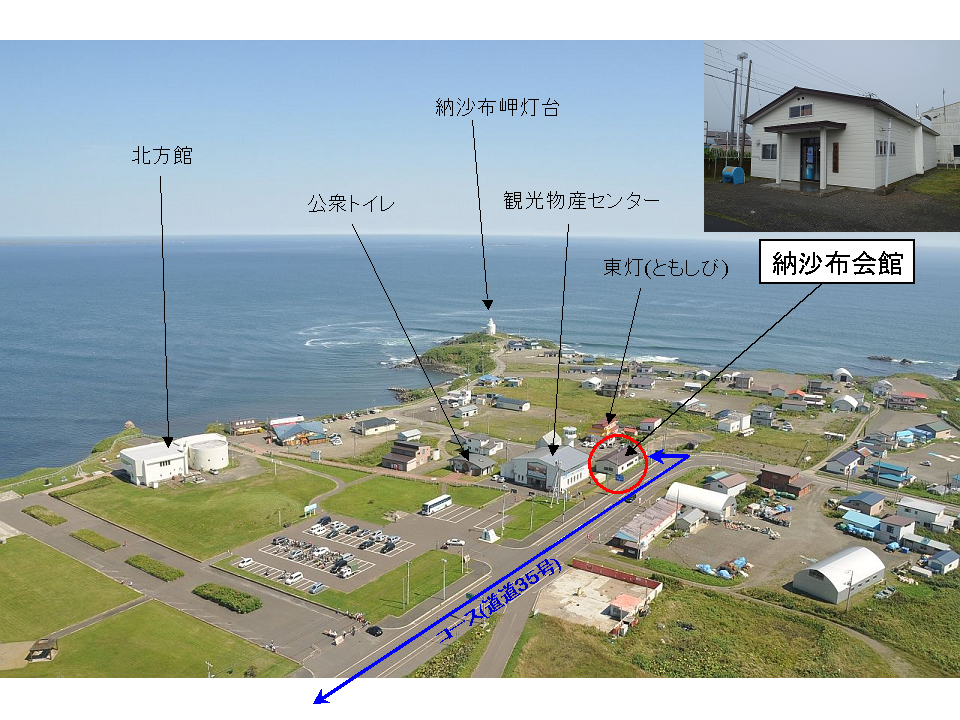 納沙布岬灯台
北方館
公衆トイレ
観光物産センター
東灯(ともしび)
納沙布会館
コース(道道35号)